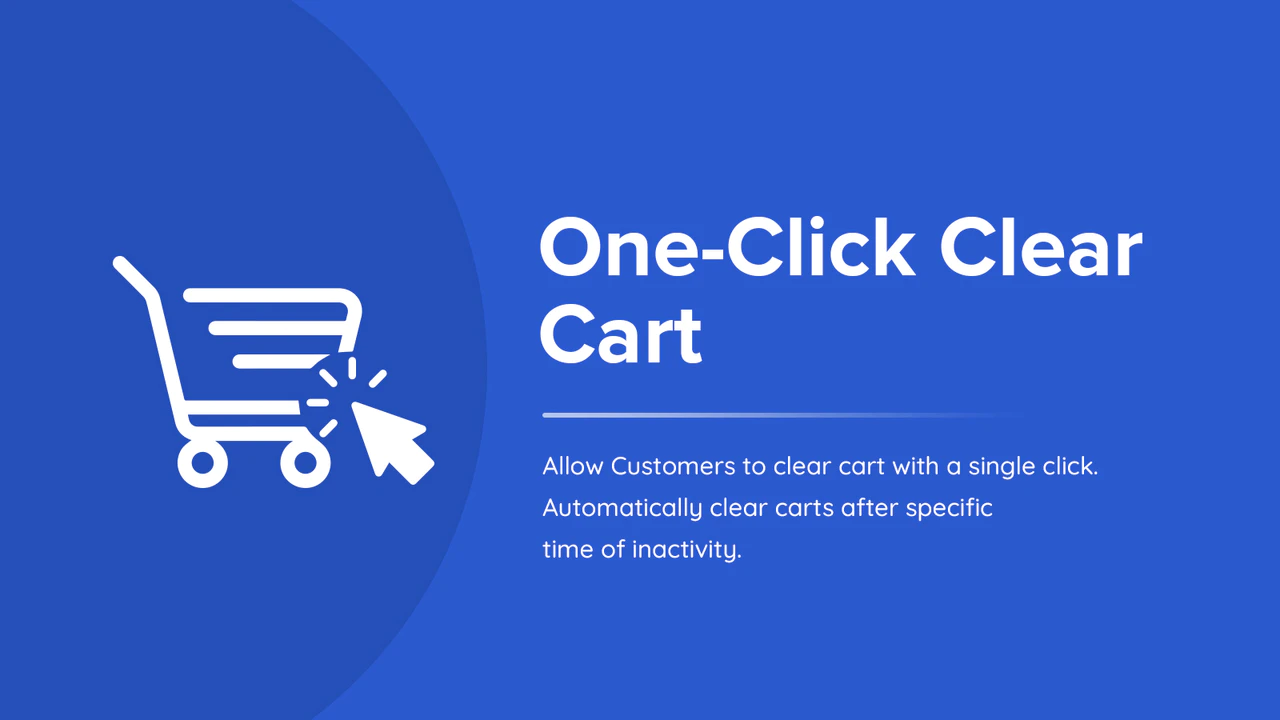 One-Click Clear
Cart
Allow Customers to clear cart with a single click.
Automatically clear carts after specific
time of inactivity.